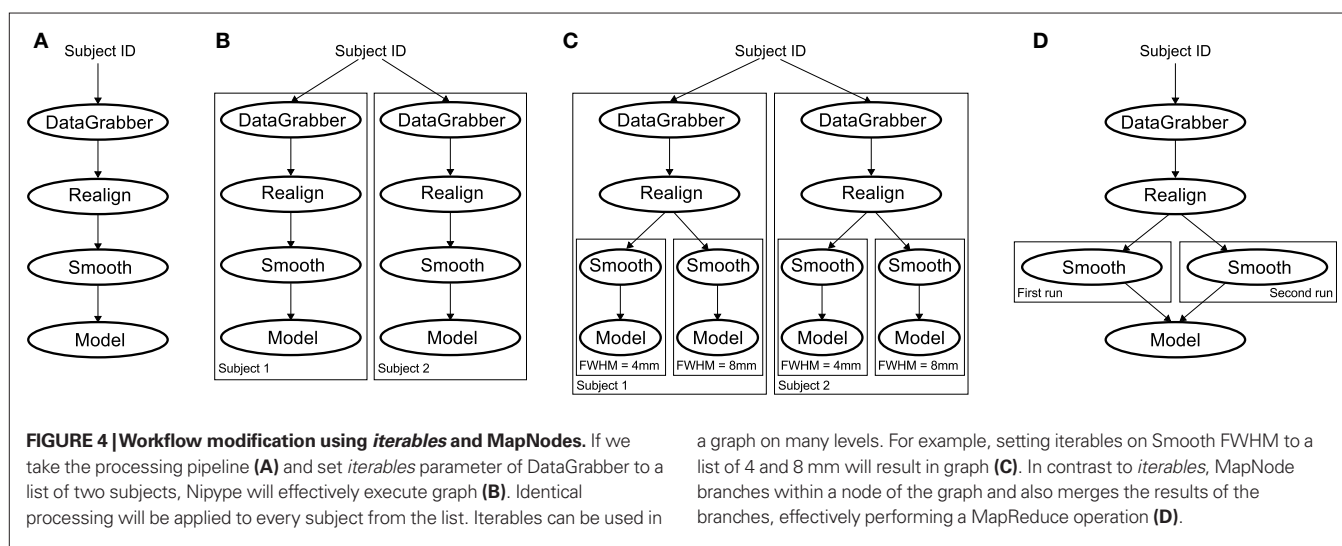 A
Subject ID
DataGrabber
Realign
Smooth
Model
B
Subject ID
DataGrabber
DataGrabber
Realign
Realign
Smooth
Smooth
Model
Model
Subject 1
Subject 2
C
Subject ID
DataGrabber
DataGrabber
Realign
Realign
Smooth
Smooth
Smooth
Smooth
Model
Model
Model
Model
FWHM = 4mm
FWHM = 8mm
FWHM = 4mm
FWHM = 8mm
Subject 1
Subject 2
D
Subject ID
DataGrabber
Realign
Smooth
Smooth
First run
Second run
Model
FIGURE 4 | Workflow modification using iterables and MapNodes. If we
take the processing pipeline (A) and set iterables parameter of DataGrabber to a
list of two subjects, Nipype will effectively execute graph (B). Identical
processing will be applied to every subject from the list. Iterables can be used in
a graph on many levels. For example, setting iterables on Smooth FWHM to a
list of 4 and 8 mm will result in graph (C). In contrast to iterables, MapNode
branches within a node of the graph and also merges the results of the
branches, effectively performing a MapReduce operation (D).